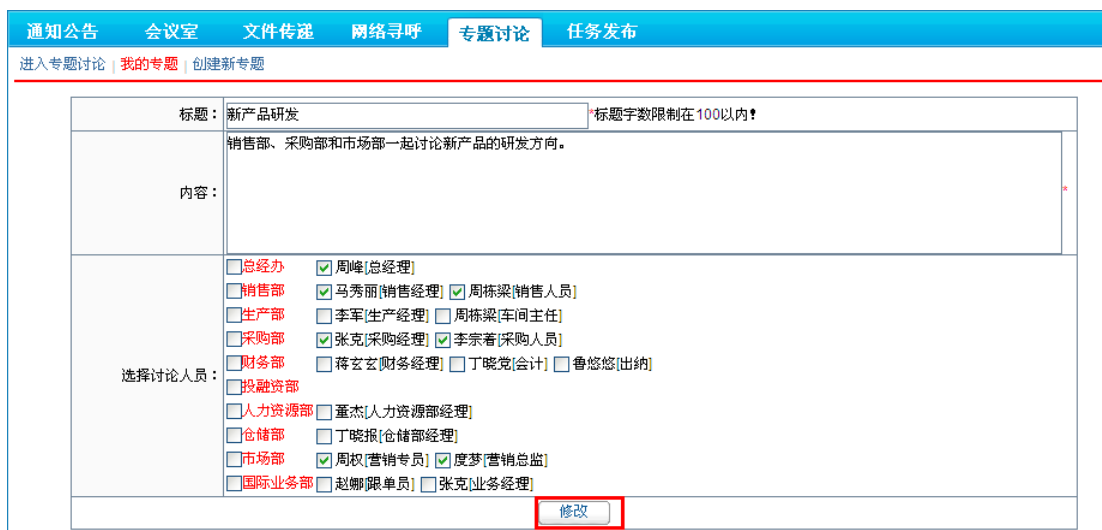 通知公告 会议室 文件传递 网络寻呼 专题讨论 任务发布
进入专题讨论 | 我的专题 | 创建新专题
标题： 新产品研发 *标题字数限制在100以内！
销售部、采购部和市场部一起讨论新产品的研发方向。
内容： *
总经办 周峰[总经理]
销售部 马秀丽[销售经理] 周栋梁[销售人员]
生产部 李军[生产经理] 周栋梁[车间主任]
采购部 张克[采购经理] 李宗着[采购人员]
财务部 蒋玄玄[财务经理] 丁晓党[会计] 鲁悠悠[出纳]
选择讨论人员：
投融资部
人力资源部 董杰[人力资源部经理]
仓储部 丁晓报[仓储部经理]
市场部 周权[营销专员] 度梦[营销总监]
国际业务部 赵娜[跟单员] 张克[业务经理]
修改